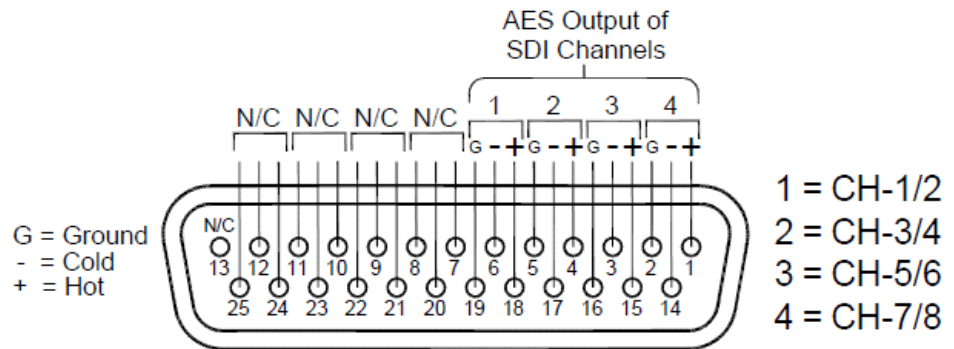 AES Output of
SDI Channels
1 2 3 4
N/C N/C N/C N/C
G - + G - + G - + G - +
1 = CH-1/2
2 = CH-3/4
3 = CH-5/6
4 = CH-7/8
G = Ground
- = Cold
+ = Hot
N/C
13 12 11 10 9 8 7 6 5 4 3 2 1
25 24 23 22 21 20 19 18 17 16 15 14